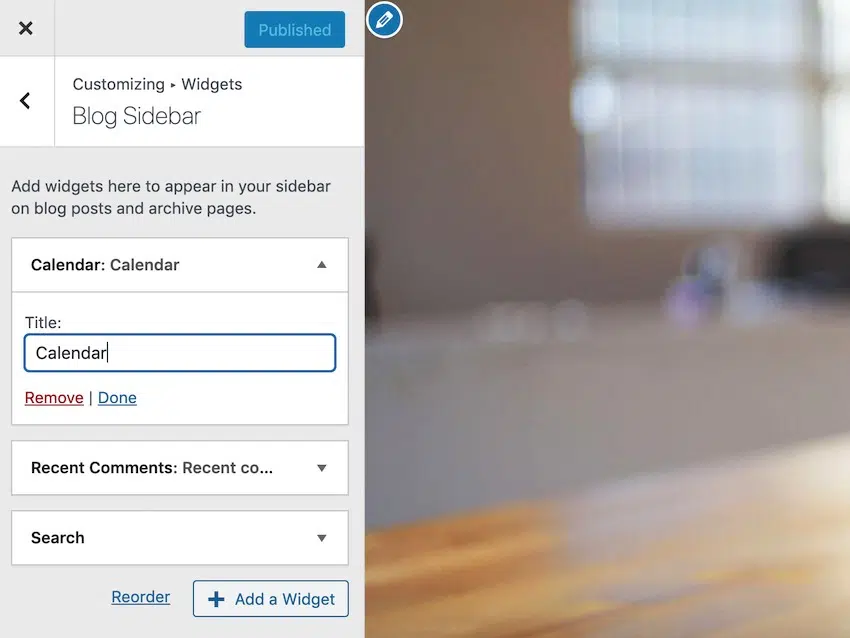 Published
Customizing ▸ Widgets
Blog Sidebar
Add widgets here to appear in your sidebar
on blog posts and archive pages.
Calendar: Calendar
Title:
Calendar
Remove | Done
Recent Comments: Recent co...
Search
Reorder
Add a Widget